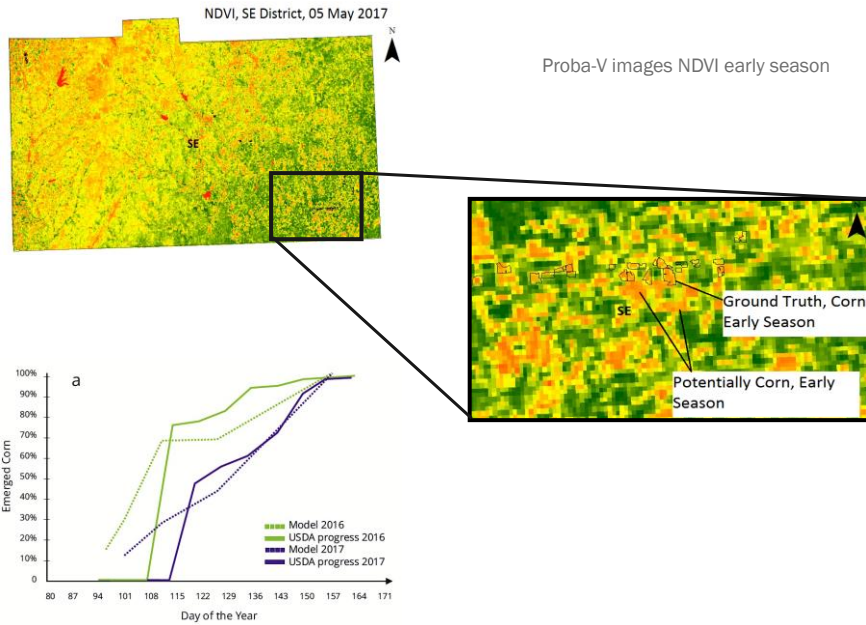 NDVI, SE District, 05 May 2017
N
Proba-V images NDVI early season
SE
Ground Truth, Corn
Early Season
SE
Potentially Corn, Early
Season
a
100%
90%
80%
70%
60%
50%
40%
30%
20%
10%
0
Emerged Corn
Model 2016
USDA progress 2016
Model 2017
USDA progress 2017
80 87 94 101 108 115 122 129 136 143 150 157 164 171
Day of the Year